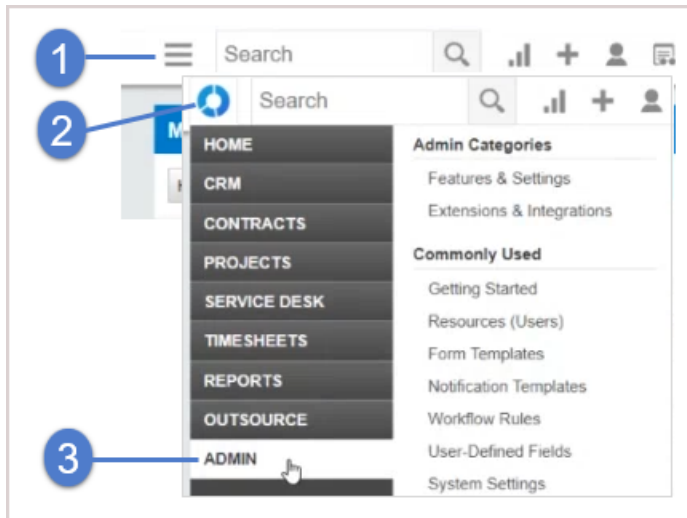 1
Search
2
Search
M
HOME
CRM
CONTRACTS
PROJECTS
SERVICE DESK
TIMESHEETS
REPORTS
OUTSOURCE
3
ADMIN
Admin Categories
Features & Settings
Extensions & Integrations
Commonly Used
Getting Started
Resources (Users)
Form Templates
Notification Templates
Workflow Rules
User-Defined Fields
System Settings